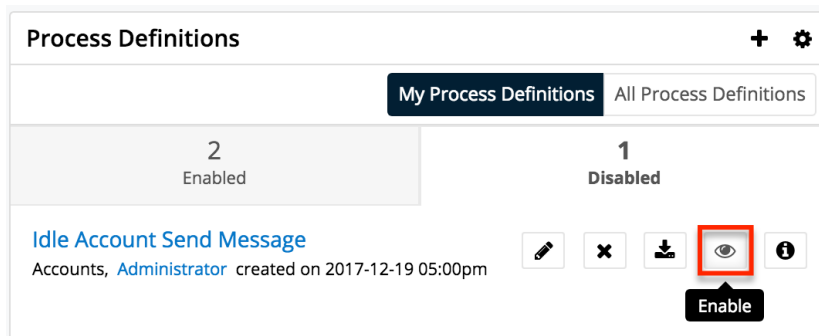 Process Definitions
My Process Definitions All Process Definitions
2 1
Enabled Disabled
Idle Account Send Message
Accounts, Administrator created on 2017-12-19 05:00pm
Enable